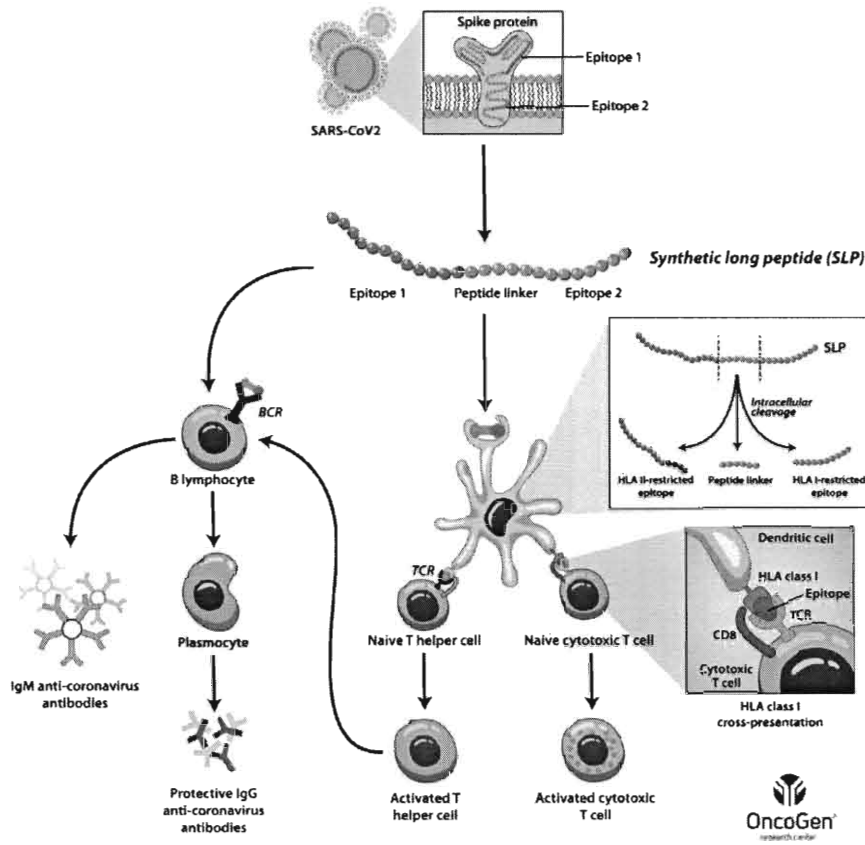 Spike protein
Epitope 1
Epitope 2
SARS-CoV2
Synthetic long peptide (SLP)
Epitope 1
Peptide linker
Epitope 2
SLP
Intracellular
cleavage
HLA II-restricted
epitope
Peptide linker
HLA I-restricted
epitope
BCR
B lymphocyte
Dendritic cell
HLA class I
Epitope
TCR
CD8
Cytotoxic
T cell
HLA class I
cross-presentation
TCR
Naive T helper cell
Naive cytotoxic T cell
Plasmocyte
IgM anti-coronavirus
antibodies
Protective IgG
anti-coronavirus
antibodies
Activated T
helper cell
Activated cytotoxic
T cell
OncoGen
research center